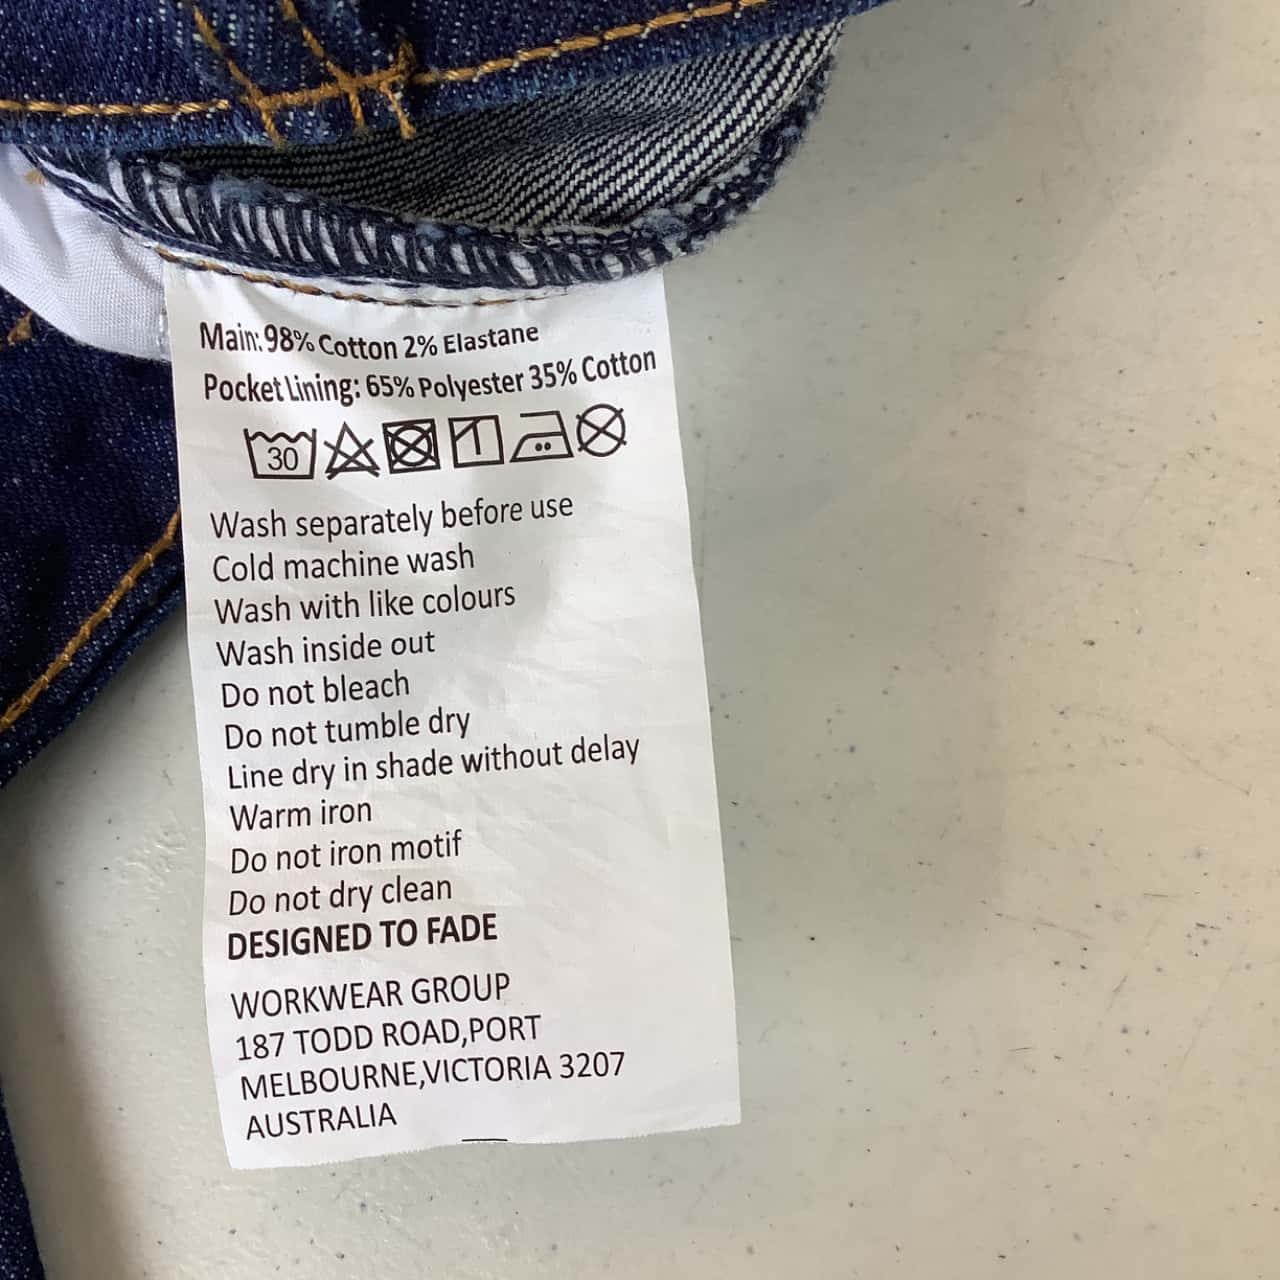 Main:98% Cotton 2% Elastane
Pocket Lining: 65% Polyester 35% Cotton
30
Wash separately before use
Cold machine wash
Wash with like colours
Wash inside out
Do not bleach
Do not tumble dry
Line dry in shade without delay
Warm iron
Do not iron motif
Do not dry clean
DESIGNED TO FADE
WORKWEAR GROUP
187 TODD ROAD,PORT
MELBOURNE,VICTORIA 3207
AUSTRALIA